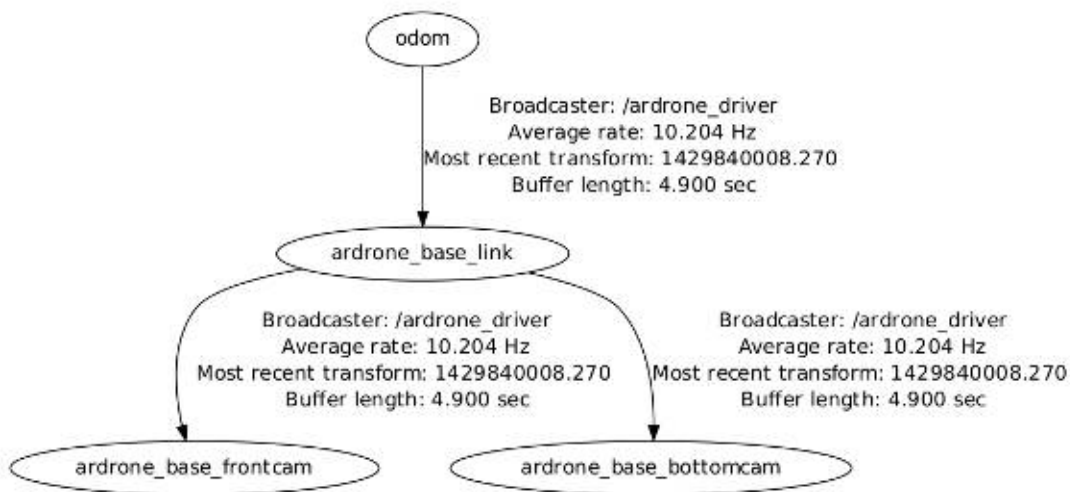 odom
Broadcaster: /ardrone_driver
Average rate: 10.204 Hz
Most recent transform: 1429840008.270
Buffer length: 4.900 sec
ardrone_base_link
Broadcaster: /ardrone_driver
Average rate: 10.204 Hz
Most recent transform: 1429840008.270
Buffer length: 4.900 sec
Broadcaster: /ardrone_driver
Average rate: 10.204 Hz
Most recent transform: 1429840008.270
Buffer length: 4.900 sec
ardrone_base_frontcam
ardrone_base_bottomcam